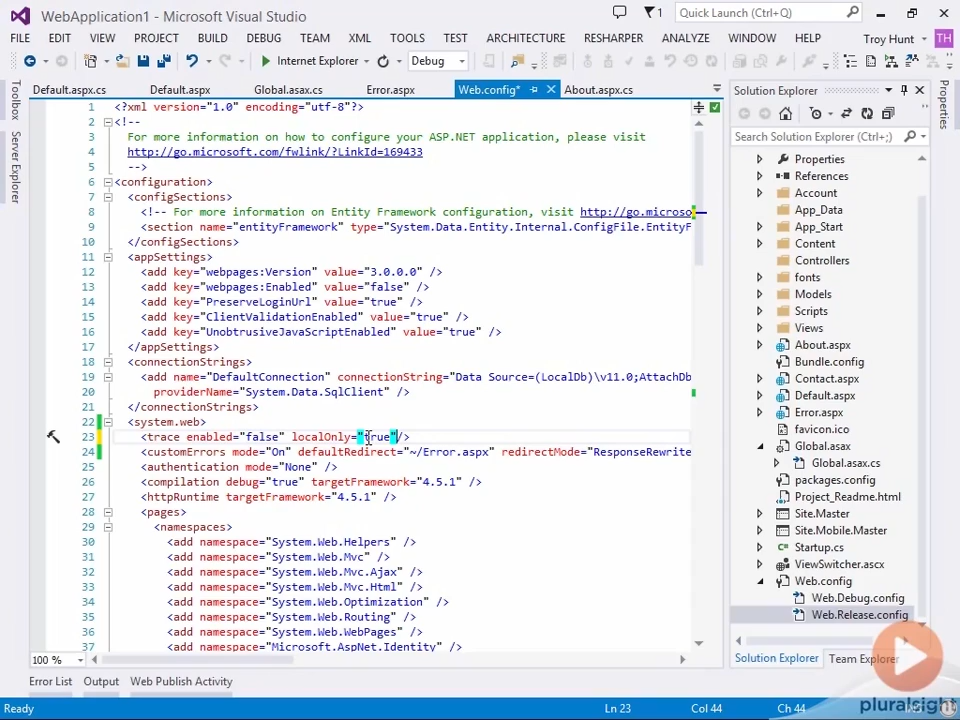 WebApplication1 - Microsoft Visual Studio
1
Quick Launch (Ctrl+Q)
FILE EDIT VIEW PROJECT BUILD DEBUG TEAM XML TOOLS TEST ARCHITECTURE RESHARPER ANALYZE WINDOW HELP
Troy Hunt TH
Internet Explorer Debug
Toolbox
Server Explorer
Default.aspx.cs Default.aspx Global.asax.cs Error.aspx Web.config* About.aspx.cs
1 <?xml version="1.0" encoding="utf-8"?>
2 <!--
3 For more information on how to configure your ASP.NET application, please visit
4 http://go.microsoft.com/fwlink/?LinkId=169433
5 -->
6 <configuration>
7 <configSections>
8 <!-- For more information on Entity Framework configuration, visit http://go.microso
9 <section name="entityFramework" type="System.Data.Entity.Internal.ConfigFile.EntityF
10 </configSections>
11 <appSettings>
12 <add key="webpages:Version" value="3.0.0.0" />
13 <add key="webpages:Enabled" value="false" />
14 <add key="PreserveLoginUrl" value="true" />
15 <add key="ClientValidationEnabled" value="true" />
16 <add key="UnobtrusiveJavaScriptEnabled" value="true" />
17 </appSettings>
18 <connectionStrings>
19 <add name="DefaultConnection" connectionString="Data Source=(LocalDb)\v11.0;AttachDb
20 providerName="System.Data.SqlClient" />
21 </connectionStrings>
22 <system.web>
23 <trace enabled="false" localOnly="true"/>
24 <customErrors mode="On" defaultRedirect="~/Error.aspx" redirectMode="ResponseRewrite
25 <authentication mode="None" />
26 <compilation debug="true" targetFramework="4.5.1" />
27 <httpRuntime targetFramework="4.5.1" />
28 <pages>
29 <namespaces>
30 <add namespace="System.Web.Helpers" />
31 <add namespace="System.Web.Mvc" />
32 <add namespace="System.Web.Mvc.Ajax" />
33 <add namespace="System.Web.Mvc.Html" />
34 <add namespace="System.Web.Optimization" />
35 <add namespace="System.Web.Routing" />
36 <add namespace="System.Web.WebPages" />
37 <add namespace="Microsoft.AspNet.Identity" />
100 %
Solution Explorer
Search Solution Explorer (Ctrl+;)
Properties
References
Account
App_Data
App_Start
Content
Controllers
fonts
Models
Scripts
Views
About.aspx
Bundle.config
Contact.aspx
Default.aspx
Error.aspx
favicon.ico
Global.asax
Global.asax.cs
packages.config
Project_Readme.html
Site.Master
Site.Mobile.Master
Startup.cs
ViewSwitcher.ascx
Web.config
Web.Debug.config
Web.Release.config
Solution Explorer Team Explorer
Properties
Error List Output Web Publish Activity
Ready Ln 23 Col 44 Ch 44
pluralsight